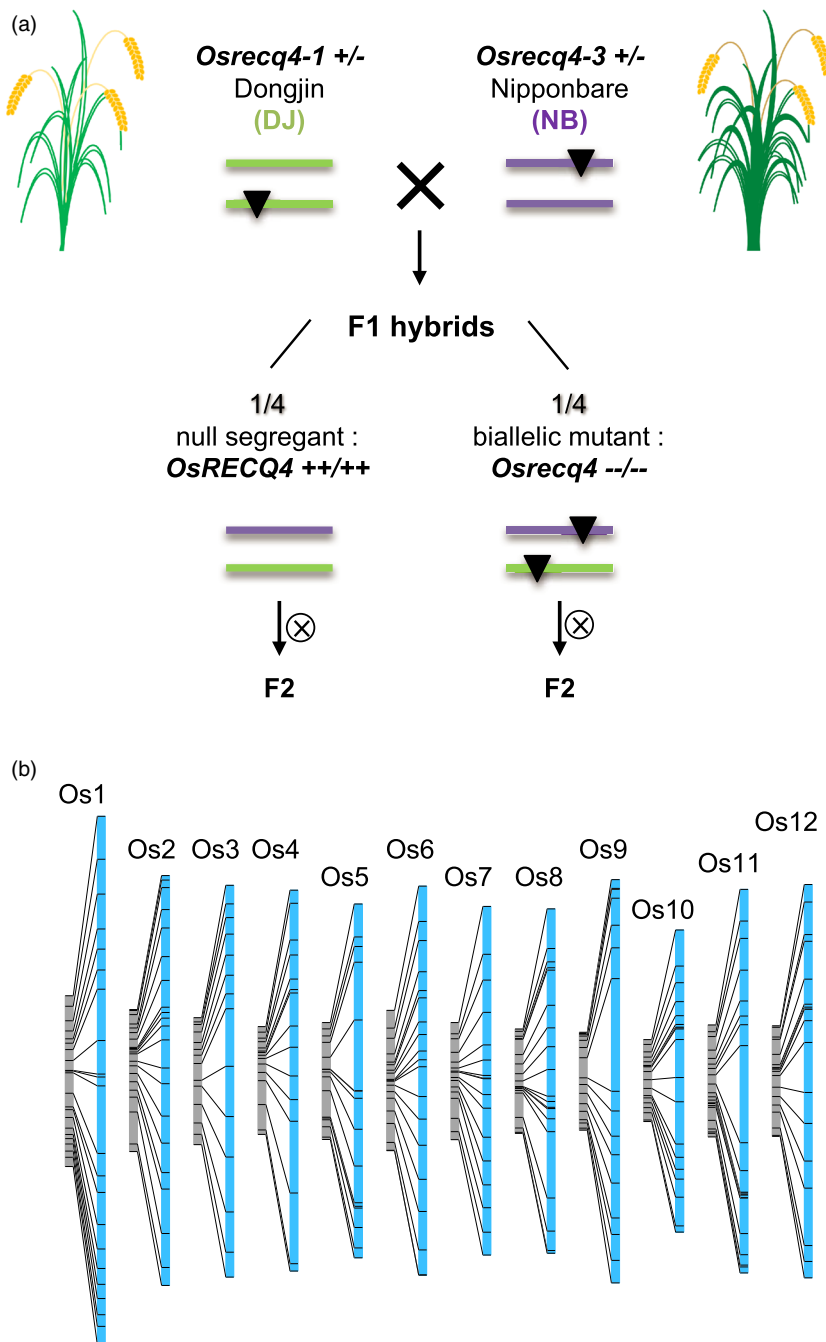 (a)
Osrecq4-1 +/-
Dongjin
(DJ)
Osrecq4-3 +/-
Nipponbare
(NB)
F1 hybrids
1/4
null segregant :
OsRECQ4 ++/++
1/4
biallelic mutant :
Osrecq4 --/--
F2
F2
(b)
Os1
Os2
Os3
Os4
Os5
Os6
Os7
Os8
Os9
Os10
Os11
Os12